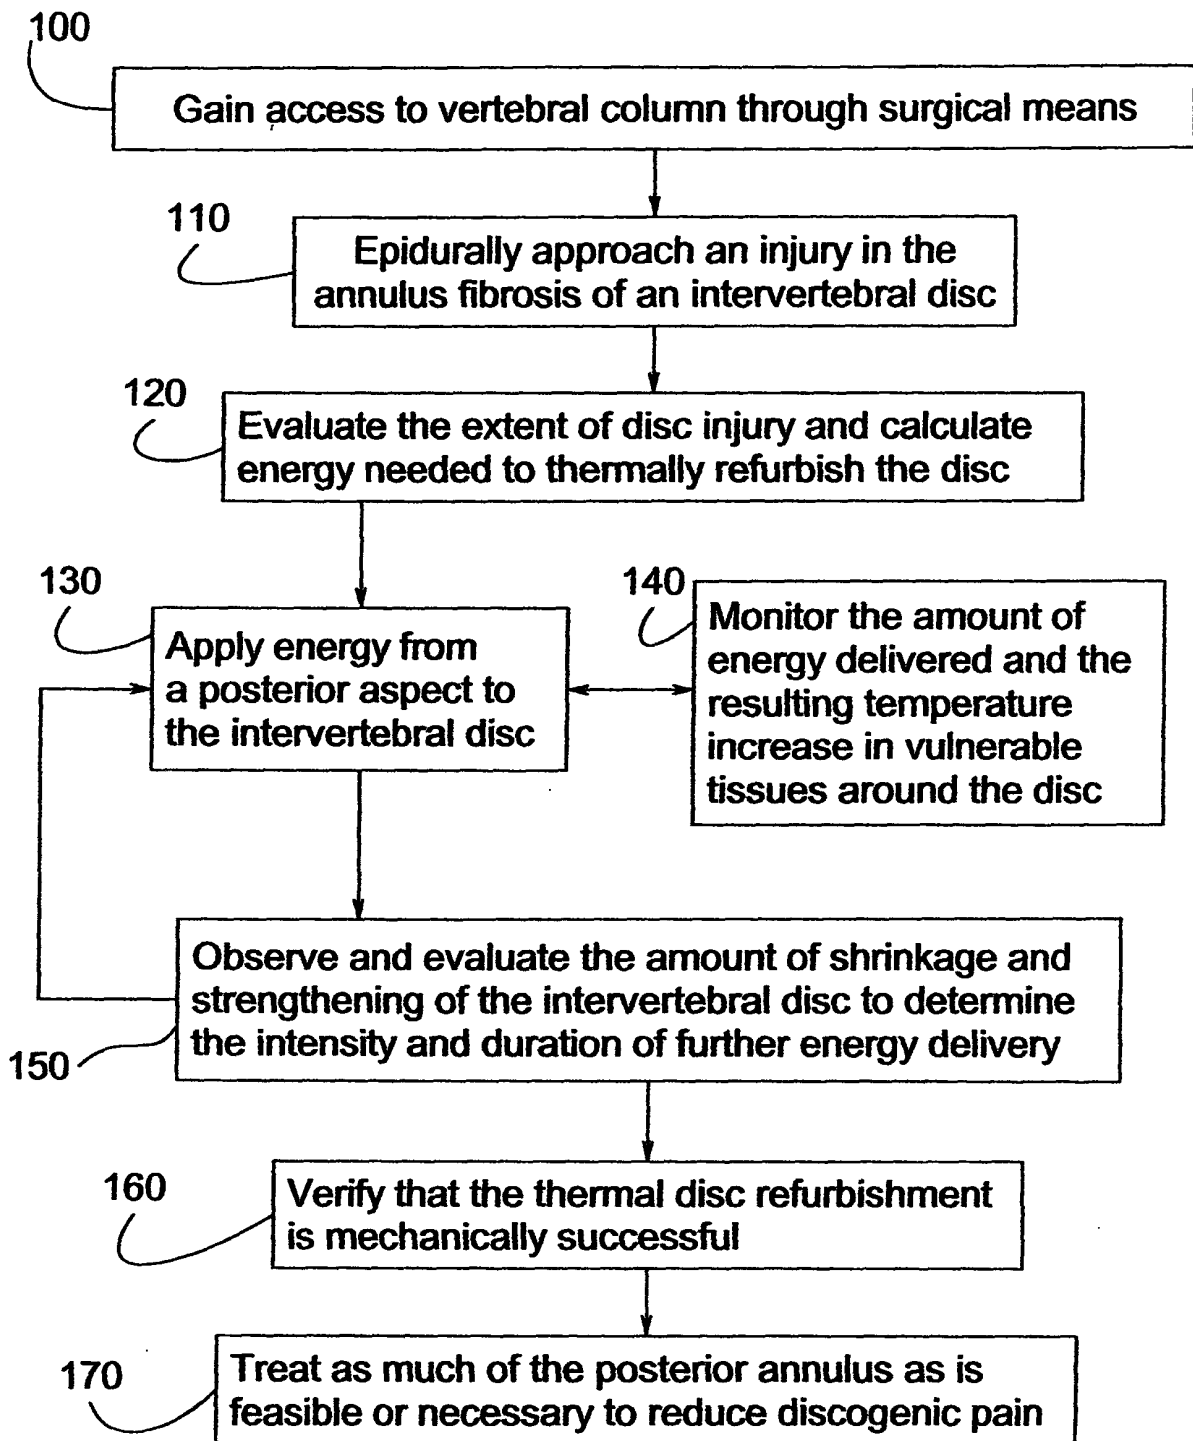 100
Gain access to vertebral column through surgical means
110
Epidurally approach an injury in the
annulus fibrosis of an intervertebral disc
120
Evaluate the extent of disc injury and calculate
energy needed to thermally refurbish the disc
130
Apply energy from
a posterior aspect to
the intervertebral disc
140
Monitor the amount of
energy delivered and the
resulting temperature
increase in vulnerable
tissues around the disc
Observe and evaluate the amount of shrinkage and
strengthening of the intervertebral disc to determine
the intensity and duration of further energy delivery
150
160
Verify that the thermal disc refurbishment
is mechanically successful
170
Treat as much of the posterior annulus as is
feasible or necessary to reduce discogenic pain